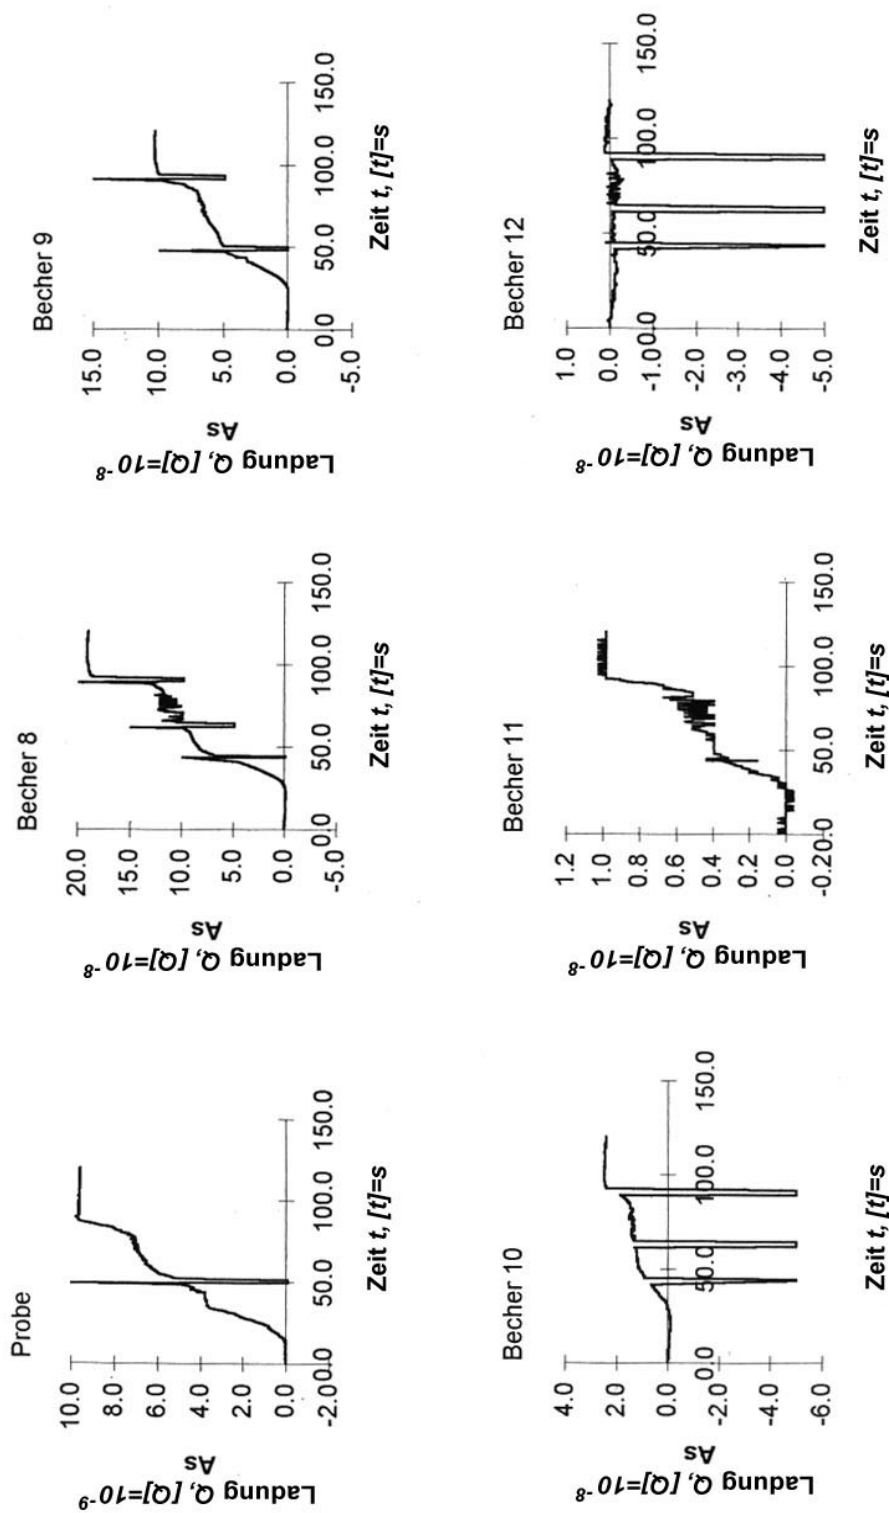 Probe
Ladung Q, [Q]=10⁻⁹
As
10.0
8.0
6.0
4.0
2.0
0.0
-2.0
0.0 50.0 100.0 150.0
Zeit t, [t]=s
Becher 8
Ladung Q, [Q]=10⁻⁸
As
20.0
15.0
10.0
5.0
0.0
-5.0
0.0 50.0 100.0 150.0
Zeit t, [t]=s
Becher 9
Ladung Q, [Q]=10⁻⁸
As
15.0
10.0
5.0
0.0
-5.0
0.0 50.0 100.0 150.0
Zeit t, [t]=s
Becher 10
Ladung Q, [Q]=10⁻⁸
As
4.0
2.0
0.0
-2.0
-4.0
-6.0
0.0 50.0 100.0 150.0
Zeit t, [t]=s
Becher 11
Ladung Q, [Q]=10⁻⁸
As
1.2
1.0
0.8
0.6
0.4
0.2
0.0
-0.2
0.0 50.0 100.0 150.0
Zeit t, [t]=s
Becher 12
Ladung Q, [Q]=10⁻⁸
As
1.0
0.0
-1.0
-2.0
-3.0
-4.0
-5.0
0.0 50.0 100.0 150.0
Zeit t, [t]=s